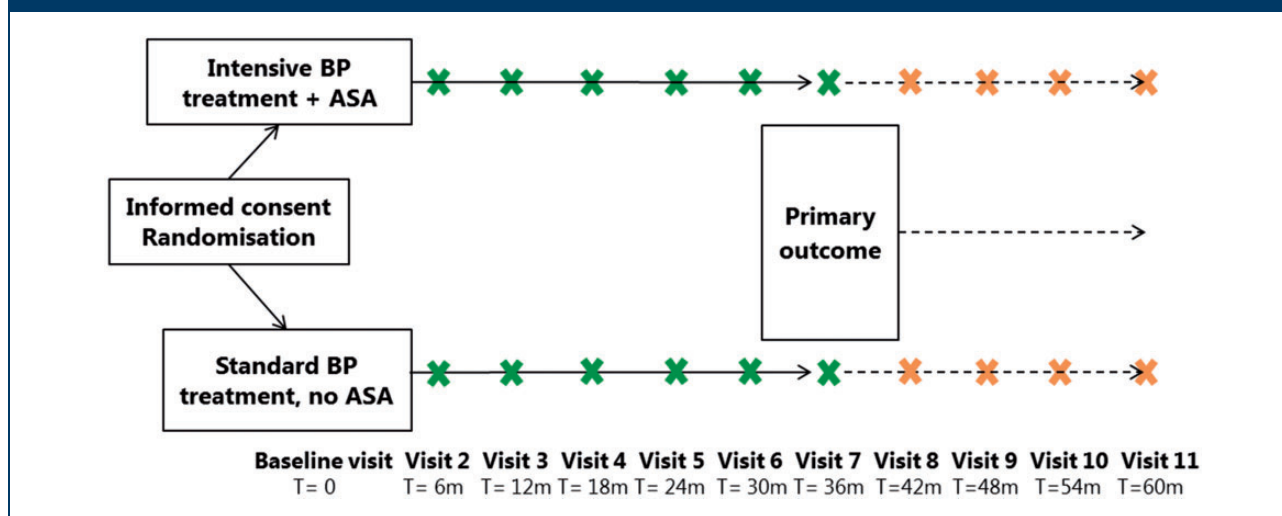 Intensive BP
treatment + ASA
Informed consent
Randomisation
Primary
outcome
Standard BP
treatment, no ASA
Baseline visit Visit 2 Visit 3 Visit 4 Visit 5 Visit 6 Visit 7 Visit 8 Visit 9 Visit 10 Visit 11
T= 0 T= 6m T= 12m T= 18m T= 24m T= 30m T= 36m T=42m T=48m T=54m T=60m